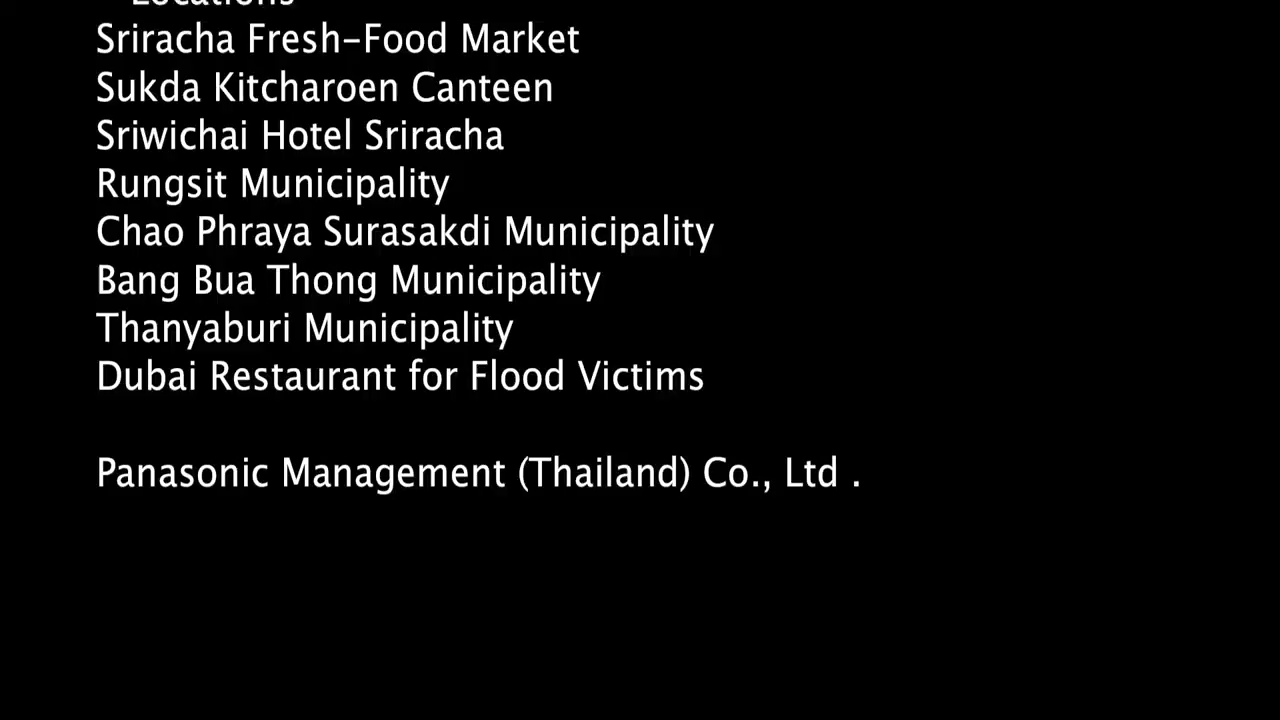 Locations
Sriracha Fresh-Food Market
Sukda Kitcharoen Canteen
Sriwichai Hotel Sriracha
Rungsit Municipality
Chao Phraya Surasakdi Municipality
Bang Bua Thong Municipality
Thanyaburi Municipality
Dubai Restaurant for Flood Victims
Panasonic Management (Thailand) Co., Ltd .